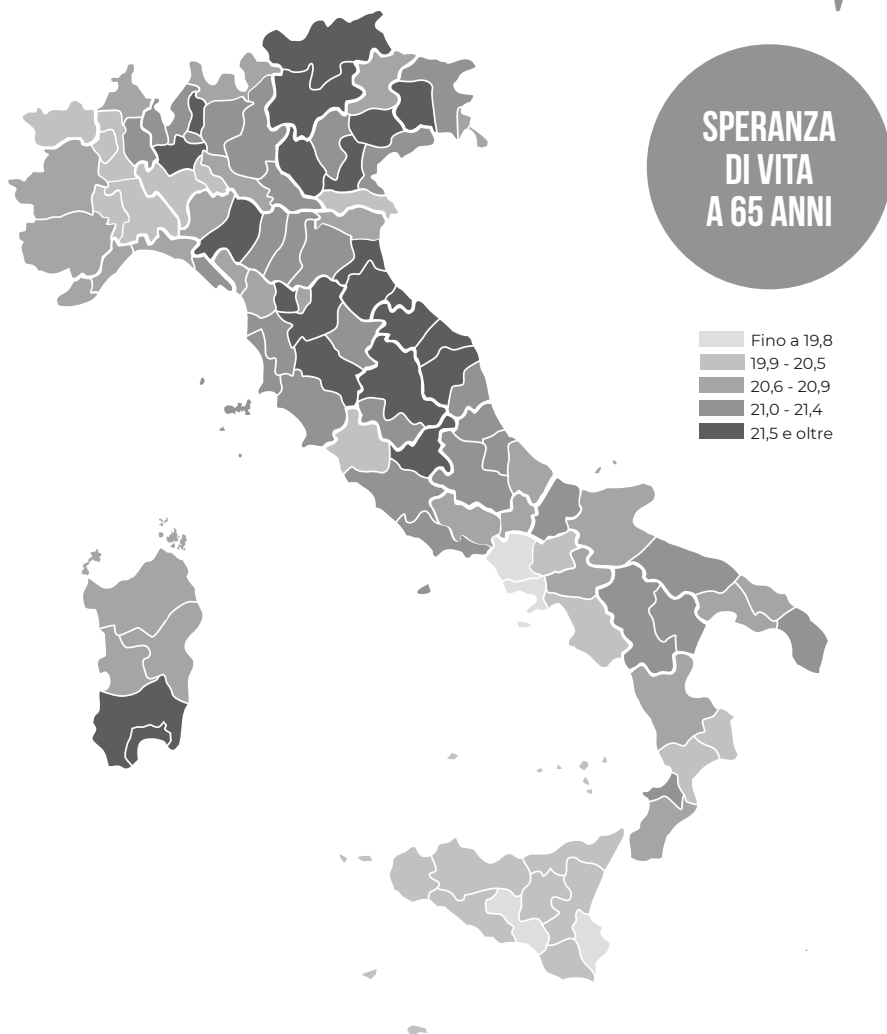 SPERANZA
DI VITA
A 65 ANNI
Fino a 19,8
19,9 - 20,5
20,6 - 20,9
21,0 - 21,4
21,5 e oltre